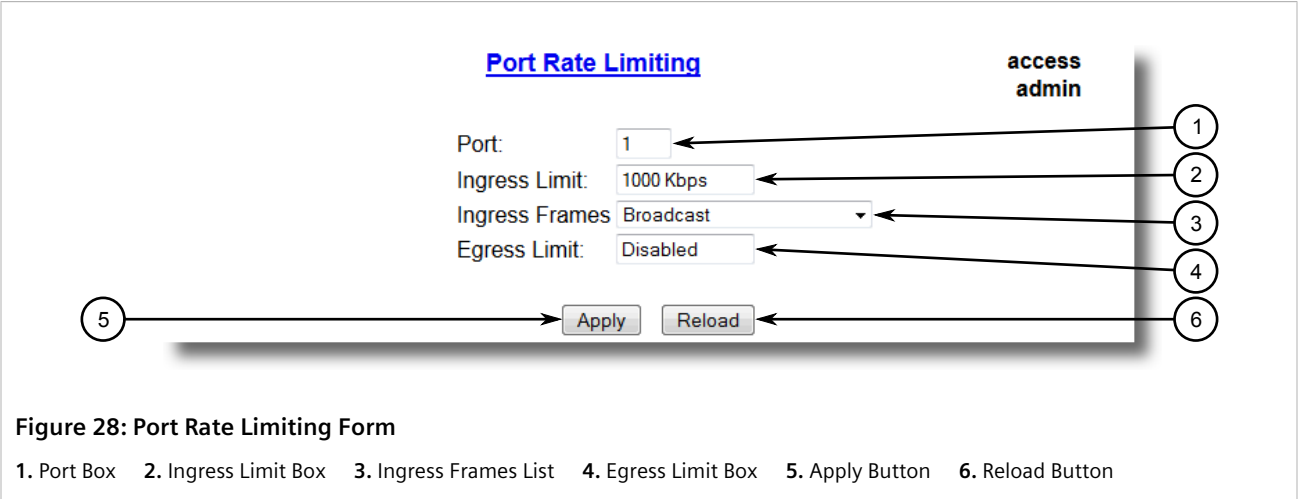 Port Rate Limiting
access
admin
Port: 1
1
Ingress Limit: 1000 Kbps
2
Ingress Frames Broadcast
3
Egress Limit: Disabled
4
5
Apply Reload
6
Figure 28: Port Rate Limiting Form
1. Port Box 2. Ingress Limit Box 3. Ingress Frames List 4. Egress Limit Box 5. Apply Button 6. Reload Button